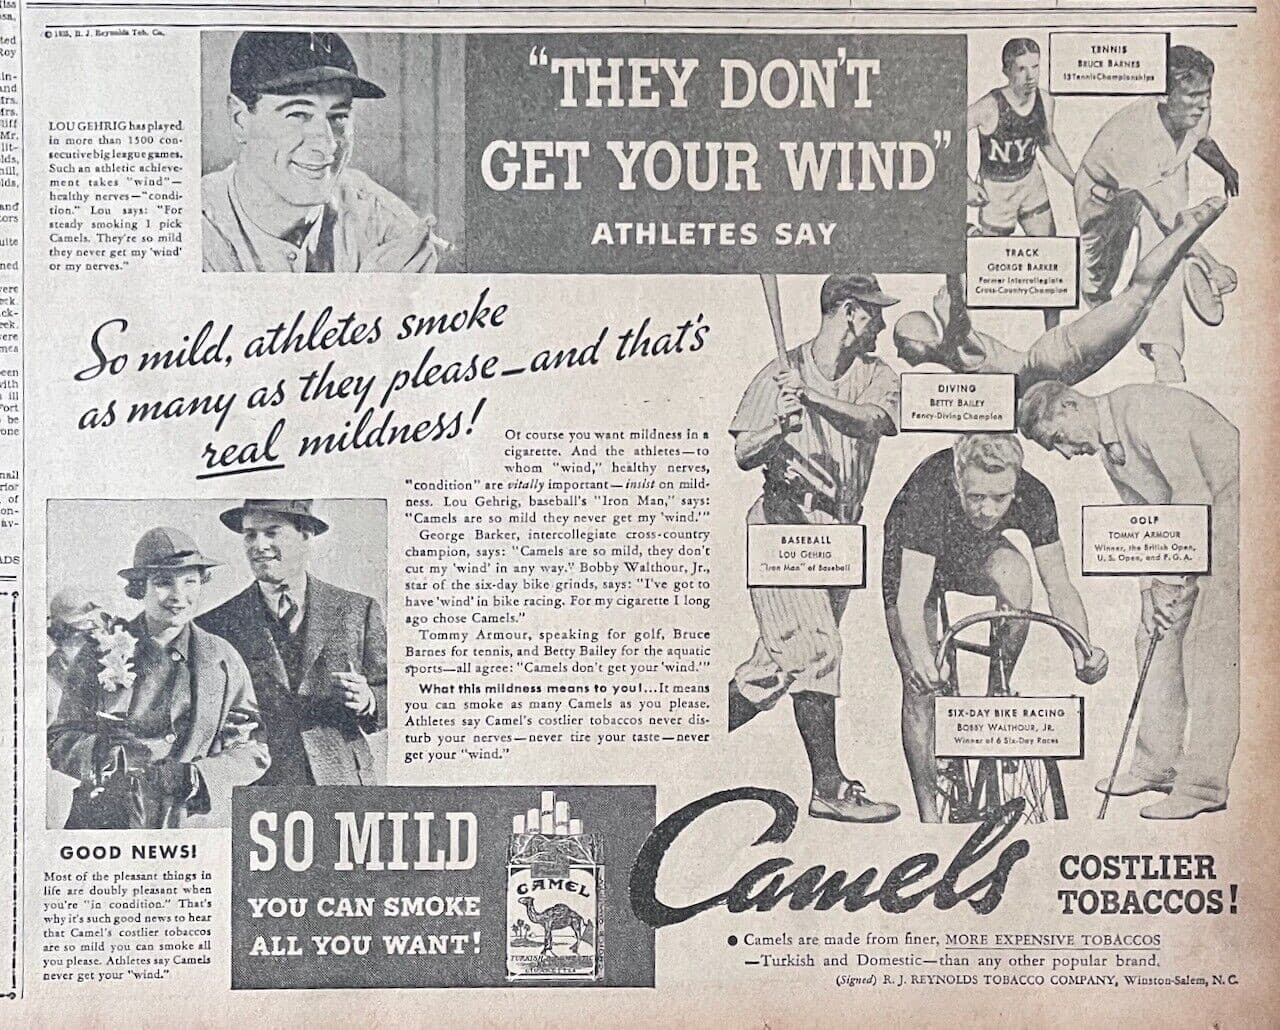 © 1935, R. J. Reynolds Tob. Co.
LOU GEHRIG has played
in more than 1500 con-
secutive big league games.
Such an athletic achieve-
ment takes "wind"—
healthy nerves—"condi-
tion." Lou says: "For
steady smoking I pick
Camels. They're so mild
they never get my 'wind'
or my nerves."
"THEY DON'T
GET YOUR WIND"
ATHLETES SAY
N
NY
TENNIS
BRUCE BARNES
13 Tennis Championships
TRACK
GEORGE BARKER
Former Intercollegiate
Cross-Country Champion
DIVING
BETTY BAILEY
Fancy-Diving Champion
BASEBALL
LOU GEHRIG
"Iron Man" of Baseball
GOLF
TOMMY ARMOUR
Winner, the British Open,
U. S. Open, and P. G. A.
SIX-DAY BIKE RACING
BOBBY WALTHOUR, JR.
Winner of 6 Six-Day Races
So mild, athletes smoke
as many as they please—and that's
real mildness!
Of course you want mildness in a
cigarette. And the athletes—to
whom "wind," healthy nerves,
"condition" are vitally important—insist on mild-
ness. Lou Gehrig, baseball's "Iron Man," says:
"Camels are so mild they never get my 'wind.'"
George Barker, intercollegiate cross-country
champion, says: "Camels are so mild, they don't
cut my 'wind' in any way." Bobby Walthour, Jr.,
star of the six-day bike grinds, says: "I've got to
have 'wind' in bike racing. For my cigarette I long
ago chose Camels."
Tommy Armour, speaking for golf, Bruce
Barnes for tennis, and Betty Bailey for the aquatic
sports—all agree: "Camels don't get your 'wind.'"
What this mildness means to you!...It means
you can smoke as many Camels as you please.
Athletes say Camel's costlier tobaccos never dis-
turb your nerves—never tire your taste—never
get your "wind."
GOOD NEWS!
Most of the pleasant things in
life are doubly pleasant when
you're "in condition." That's
why it's such good news to hear
that Camel's costlier tobaccos
are so mild you can smoke all
you please. Athletes say Camels
never get your "wind."
SO MILD
YOU CAN SMOKE
ALL YOU WANT!
CAMEL
TURKISH & DOMESTIC
CIGARETTES
Camels
COSTLIER
TOBACCOS!
● Camels are made from finer, MORE EXPENSIVE TOBACCOS
—Turkish and Domestic—than any other popular brand.
(Signed) R. J. REYNOLDS TOBACCO COMPANY, Winston-Salem, N. C.